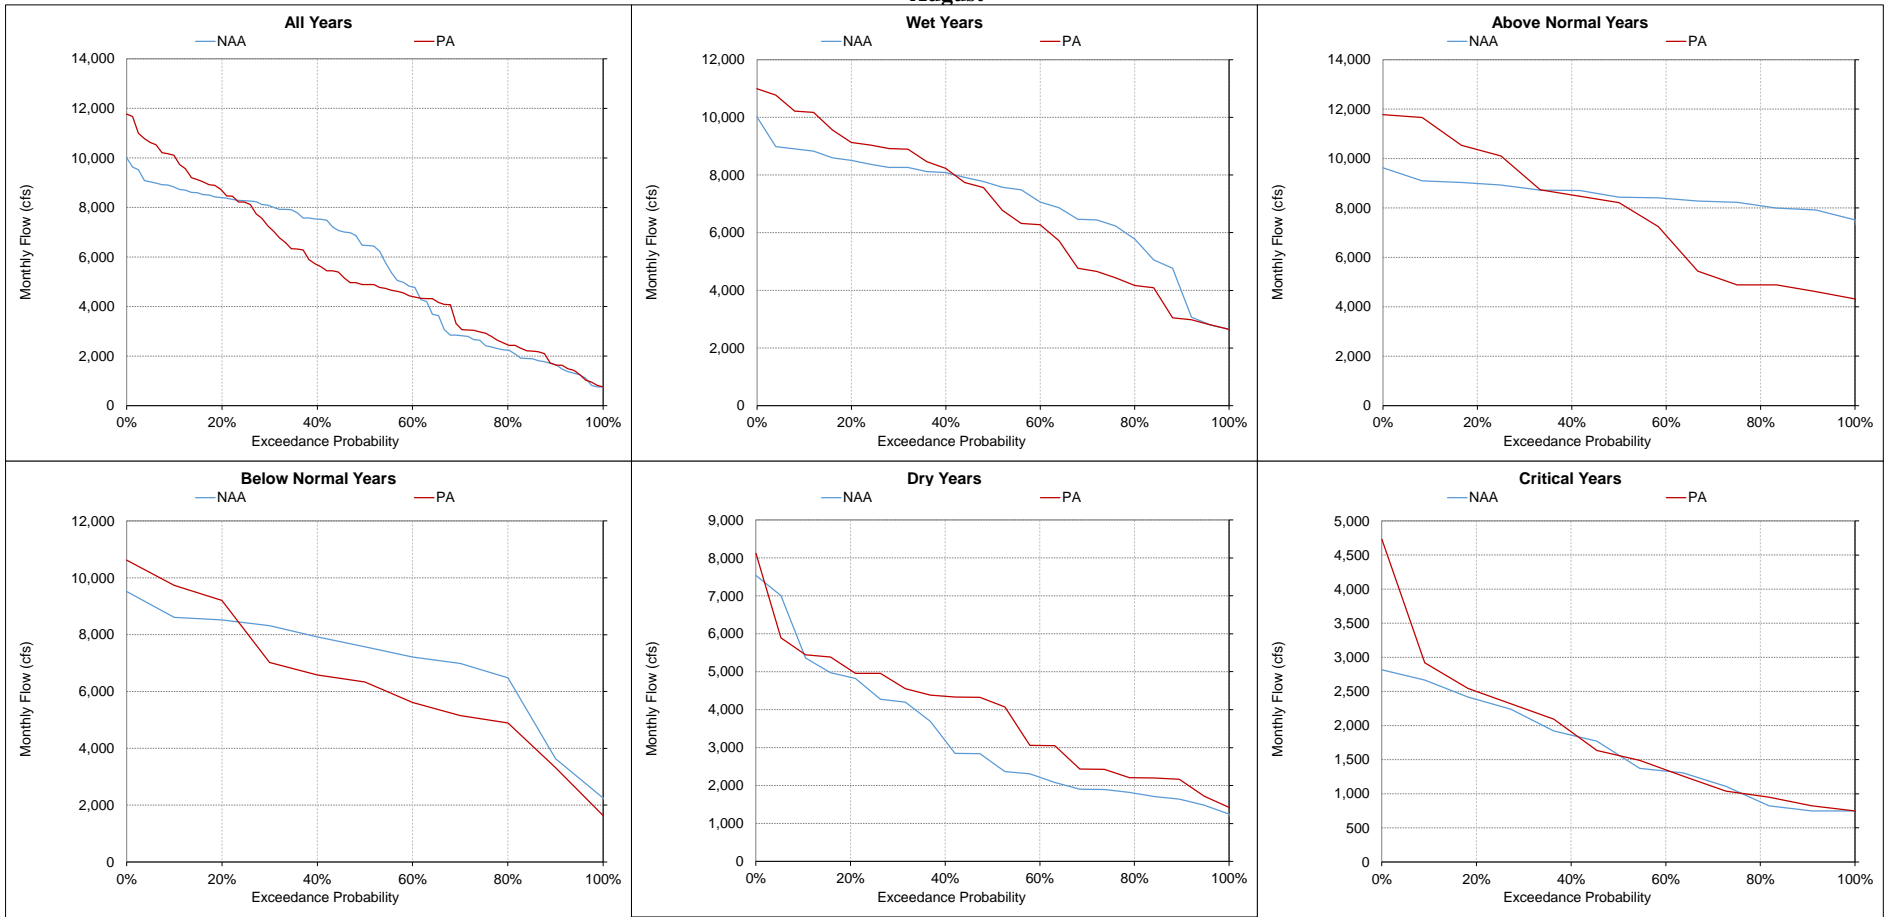 August
All Years
NAA PA
14,000
12,000
10,000
8,000
6,000
4,000
2,000
0
Monthly Flow (cfs)
0% 20% 40% 60% 80% 100%
Exceedance Probability
Wet Years
NAA PA
12,000
10,000
8,000
6,000
4,000
2,000
0
Monthly Flow (cfs)
0% 20% 40% 60% 80% 100%
Exceedance Probability
Above Normal Years
NAA PA
14,000
12,000
10,000
8,000
6,000
4,000
2,000
0
Monthly Flow (cfs)
0% 20% 40% 60% 80% 100%
Exceedance Probability
Below Normal Years
NAA PA
12,000
10,000
8,000
6,000
4,000
2,000
0
Monthly Flow (cfs)
0% 20% 40% 60% 80% 100%
Exceedance Probability
Dry Years
NAA PA
9,000
8,000
7,000
6,000
5,000
4,000
3,000
2,000
1,000
0
Monthly Flow (cfs)
0% 20% 40% 60% 80% 100%
Exceedance Probability
Critical Years
NAA PA
5,000
4,500
4,000
3,500
3,000
2,500
2,000
1,500
1,000
500
0
Monthly Flow (cfs)
0% 20% 40% 60% 80% 100%
Exceedance Probability